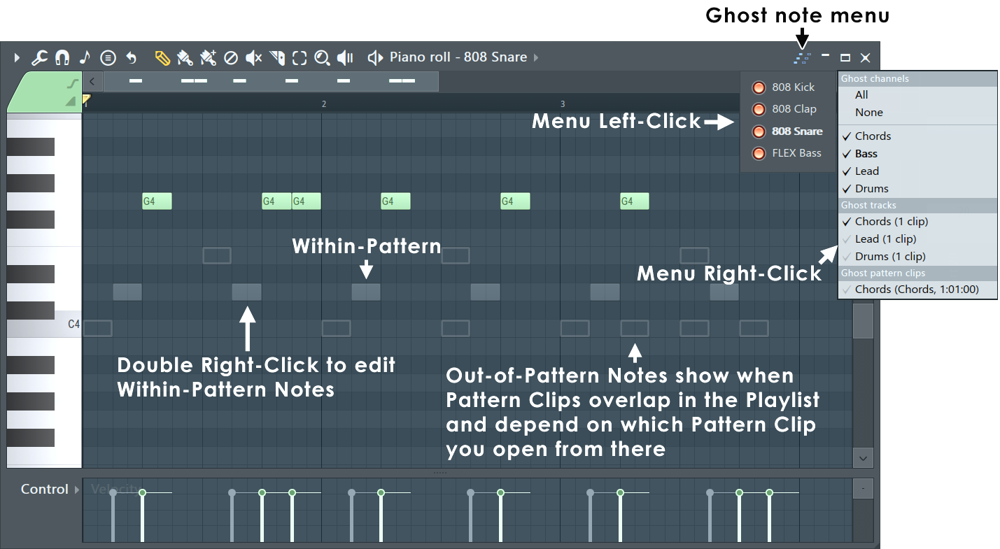 Ghost note menu
Piano roll - 808 Snare
Ghost channels
All
None
Chords
Bass
Lead
Drums
Ghost tracks
Chords (1 clip)
Lead (1 clip)
Drums (1 clip)
Ghost pattern clips
Chords (Chords, 1:01:00)
808 Kick
808 Clap
808 Snare
FLEX Bass
1
2
3
Menu Left-Click
G4
G4
G4
G4
G4
G4
Within-Pattern
Menu Right-Click
C4
Double Right-Click to edit
Within-Pattern Notes
Out-of-Pattern Notes show when
Pattern Clips overlap in the Playlist
and depend on which Pattern Clip
you open from there
Control
Velocity